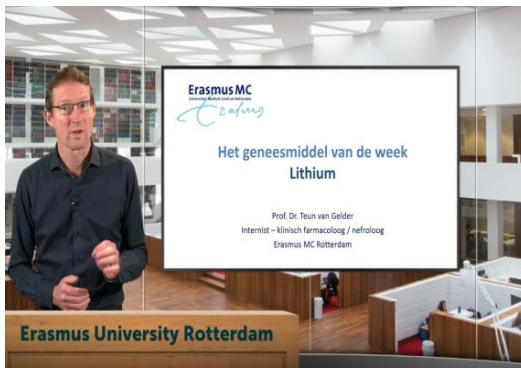 Erasmus MC
Erasmus
Het geneesmiddel van de week
Lithium
Prof. Dr. Teun van Gelder
Internist – klinisch farmacoloog / nefroloog
Erasmus MC Rotterdam
Erasmus University Rotterdam